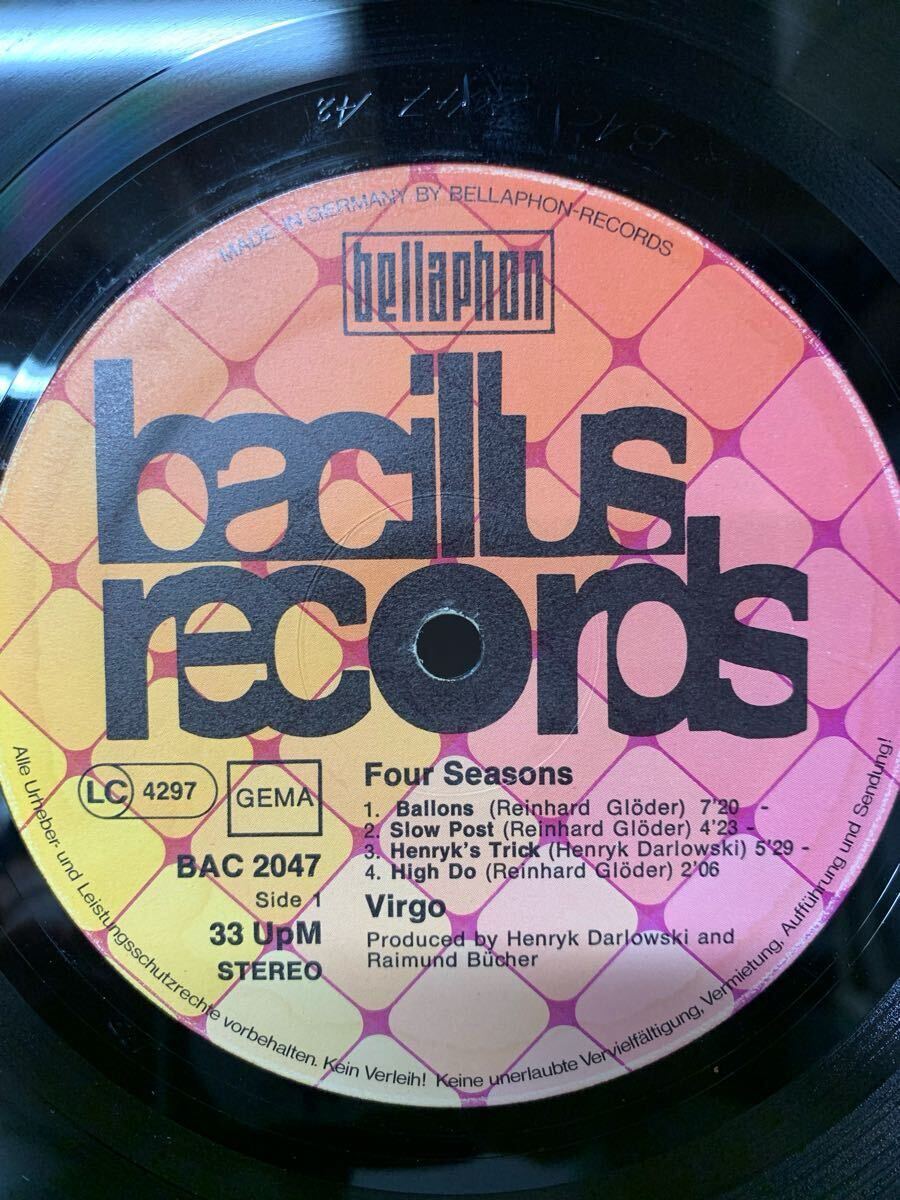 MADE IN GERMANY BY BELLAPHON-RECORDS
bellaphon
bacillus
records
LC 4297
GEMA
BAC 2047
Side 1
33 UpM
STEREO
Four Seasons
1. Ballons (Reinhard Glöder) 7'20 -
2. Slow Post (Reinhard Glöder) 4'23 -
3. Henryk's Trick (Henryk Darlowski) 5'29 -
4. High Do (Reinhard Glöder) 2'06
Virgo
Produced by Henryk Darlowski and
Raimund Bücher
Alle Urheber- und Leistungsschutzrechte vorbehalten. Kein Verleih! Keine unerlaubte Vervielfältigung, Vermietung, Aufführung und Sendung!